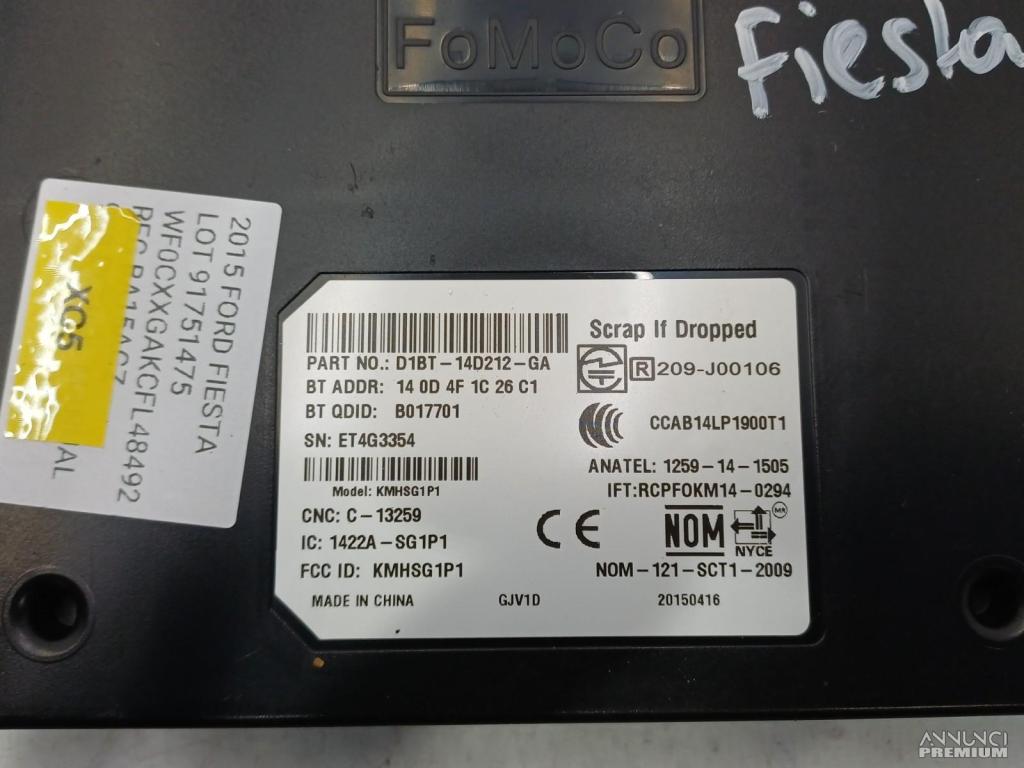 FoMoCo
Fiesta
2015 FORD FIESTA
LOT 91751475
WF0CXXGAKCFL48492
XC5
Scrap If Dropped
PART NO.: D1BT-14D212-GA
R 209-J00106
BT ADDR: 14 0D 4F 1C 26 C1
BT QDID: B017701
CCAB14LP1900T1
SN: ET4G3354
ANATEL: 1259-14-1505
Model: KMHSG1P1
IFT:RCPFOKM14-0294
CNC: C-13259
CE
NOM
MR
NYCE
IC: 1422A-SG1P1
FCC ID: KMHSG1P1
NOM-121-SCT1-2009
MADE IN CHINA
GJV1D
20150416
ANNUNCI
PREMIUM